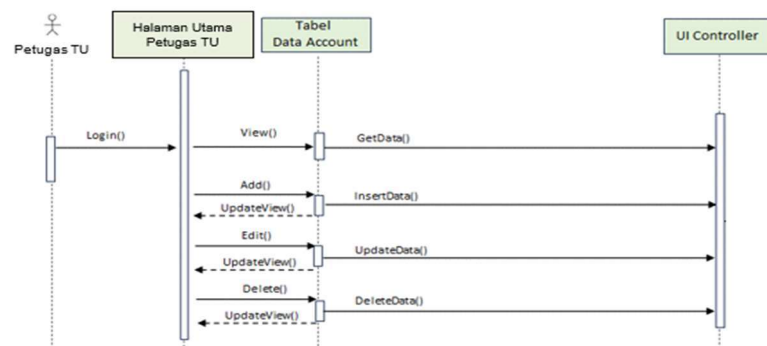 Petugas TU
Halaman Utama
Petugas TU
Tabel
Data Account
UI Controller
Login()
View()
GetData()
Add()
InsertData()
UpdateView()
Edit()
UpdateData()
UpdateView()
Delete()
DeleteData()
UpdateView()